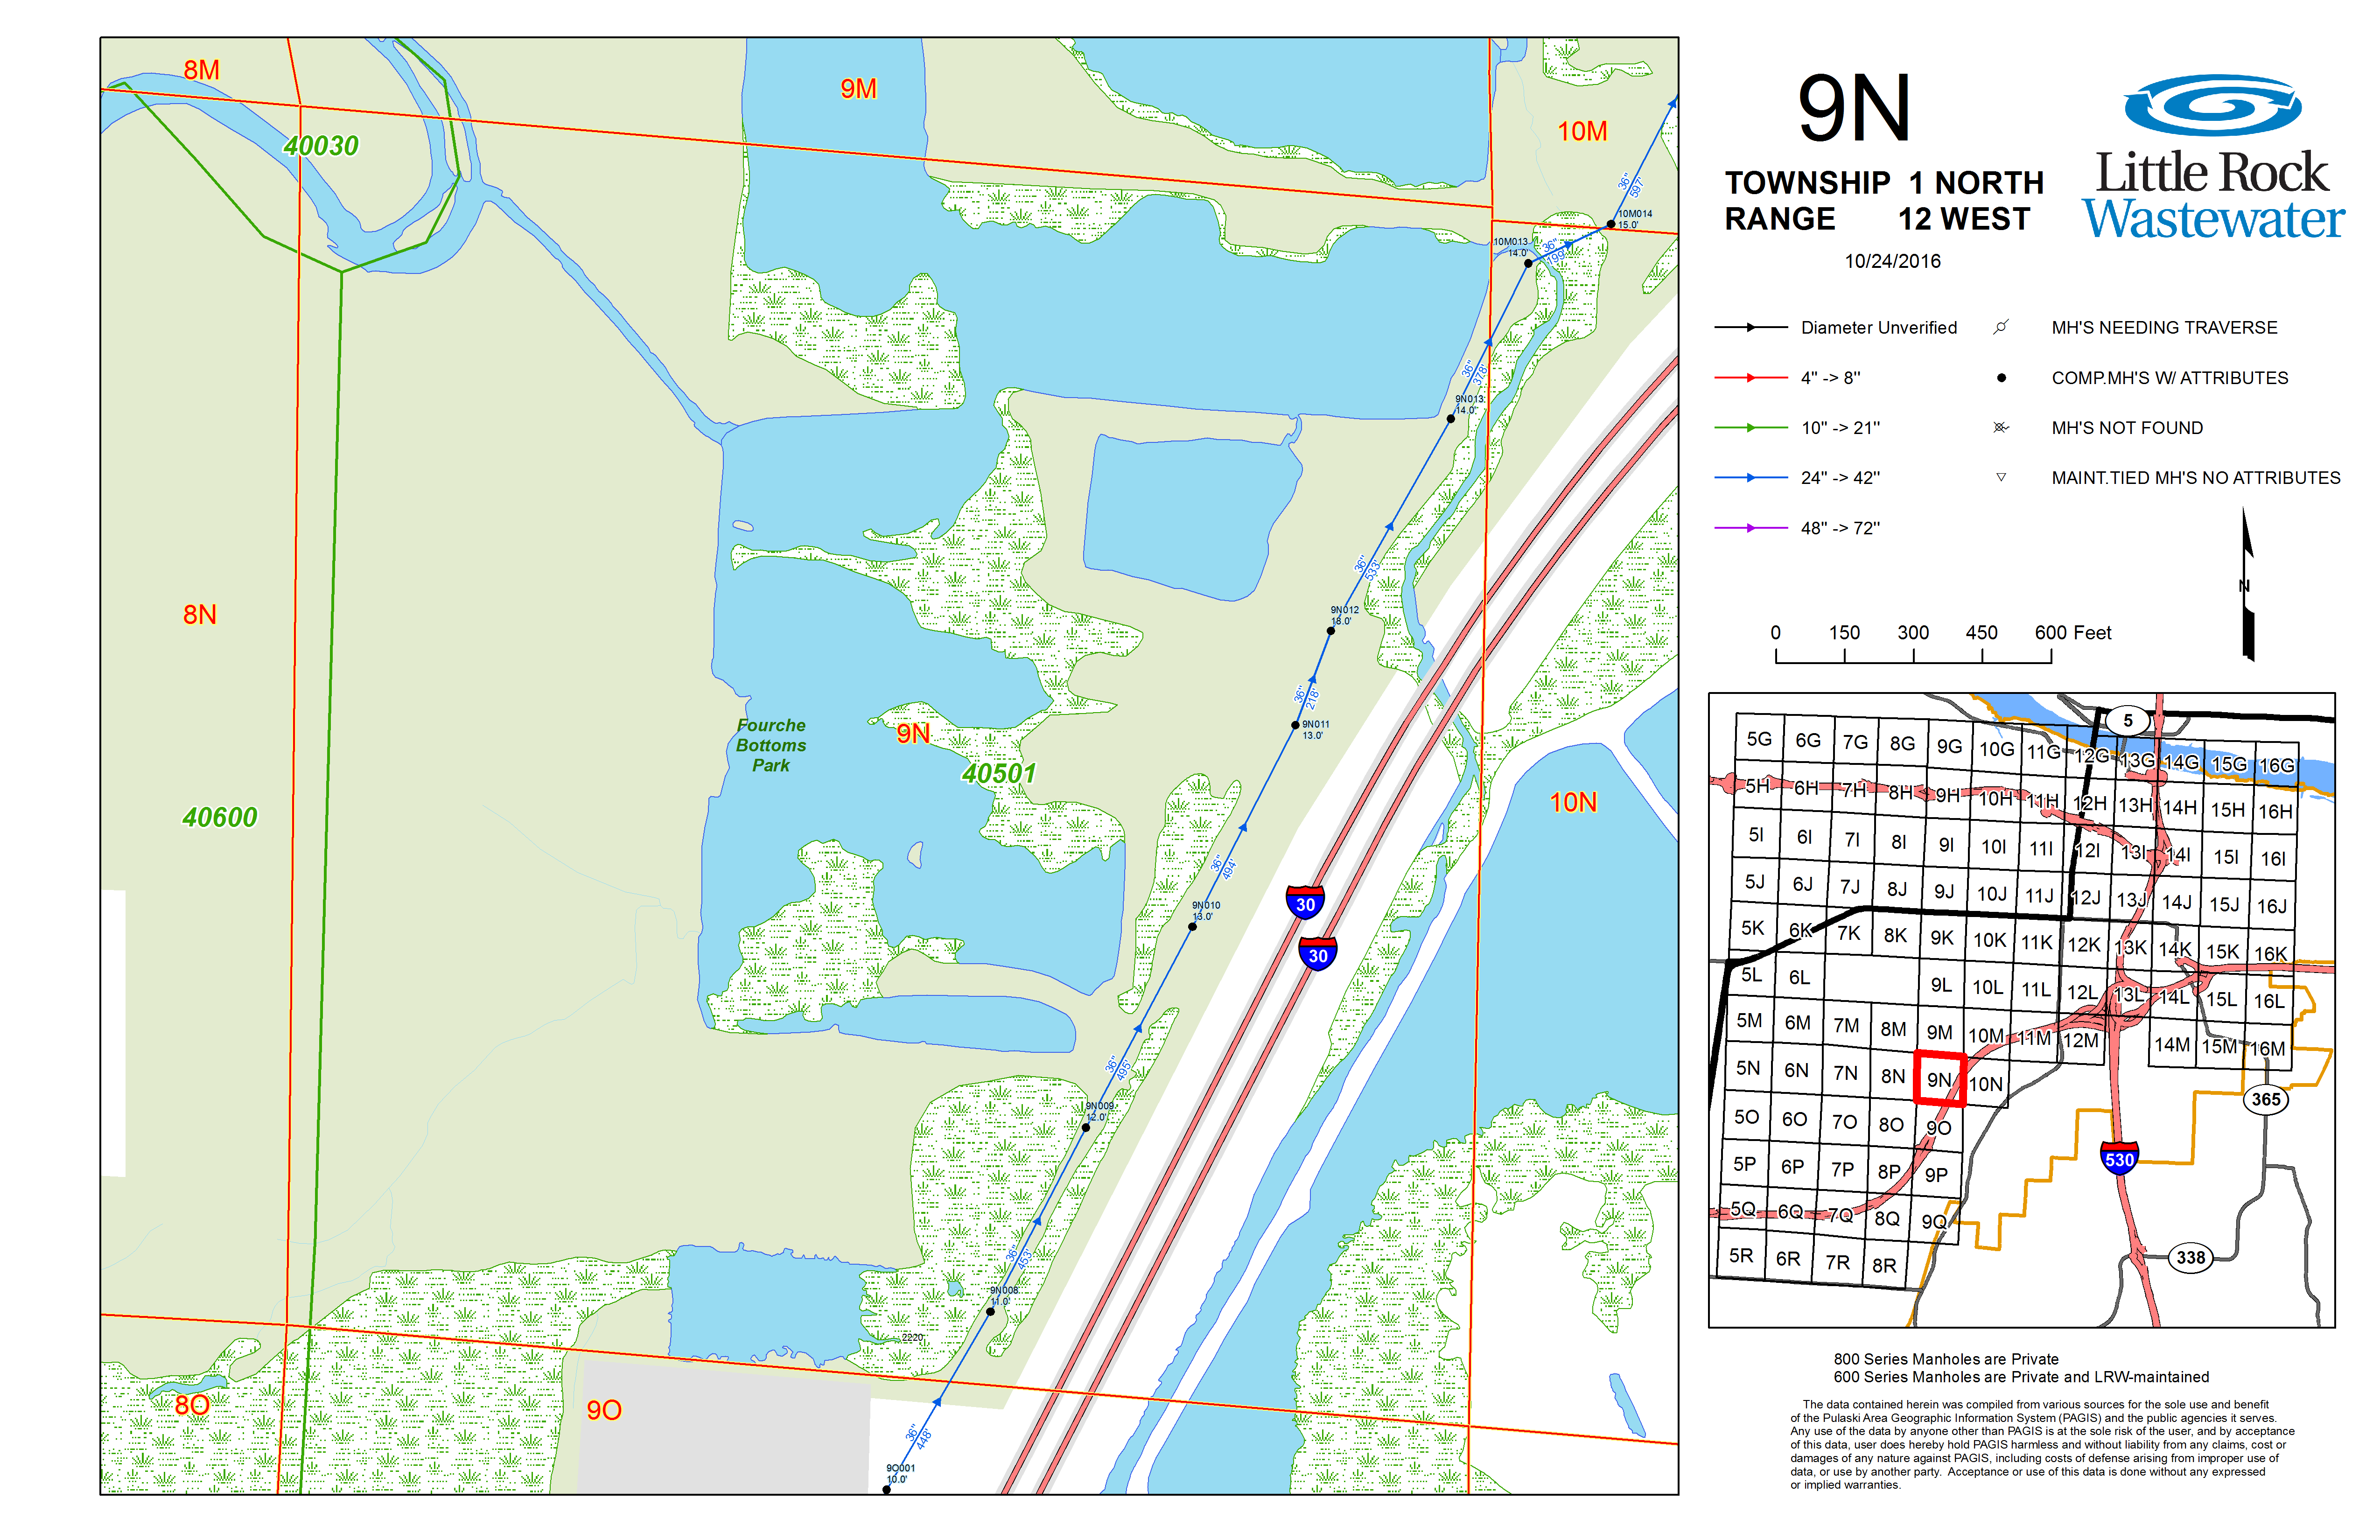 8M
9M
10M
40030
36"
597'
10M014
15.0'
10M013
14.0'
36"
199'
36"
378'
9N013
14.0'
36"
533'
8N
9N012
18.0'
36"
218'
9N011
13.0'
Fourche
Bottoms
Park
9N
40501
10N
40600
36"
494'
9N010
13.0'
30
30
36"
495'
9N009
12.0'
36"
453'
9N008
11.0'
2220
8O
9O
36"
448'
9O001
10.0'
9N
TOWNSHIP 1 NORTH
RANGE 12 WEST
10/24/2016
Little Rock
Wastewater
Diameter Unverified
4" -> 8"
10" -> 21"
24" -> 42"
48" -> 72"
MH'S NEEDING TRAVERSE
COMP.MH'S W/ ATTRIBUTES
MH'S NOT FOUND
MAINT.TIED MH'S NO ATTRIBUTES
N
0 150 300 450 600 Feet
5
5G 6G 7G 8G 9G 10G 11G 12G 13G 14G 15G 16G
5H 6H 7H 8H 9H 10H 11H 12H 13H 14H 15H 16H
5I 6I 7I 8I 9I 10I 11I 12I 13I 14I 15I 16I
5J 6J 7J 8J 9J 10J 11J 12J 13J 14J 15J 16J
5K 6K 7K 8K 9K 10K 11K 12K 13K 14K 15K 16K
5L 6L 9L 10L 11L 12L 13L 14L 15L 16L
5M 6M 7M 8M 9M 10M 11M 12M 14M 15M 16M
5N 6N 7N 8N 9N 10N
365
5O 6O 7O 8O 9O
530
5P 6P 7P 8P 9P
5Q 6Q 7Q 8Q 9Q
338
5R 6R 7R 8R
800 Series Manholes are Private
600 Series Manholes are Private and LRW-maintained
The data contained herein was compiled from various sources for the sole use and benefit
of the Pulaski Area Geographic Information System (PAGIS) and the public agencies it serves.
Any use of the data by anyone other than PAGIS is at the sole risk of the user, and by acceptance
of this data, user does hereby hold PAGIS harmless and without liability from any claims, cost or
damages of any nature against PAGIS, including costs of defense arising from improper use of
data, or use by another party. Acceptance or use of this data is done without any expressed
or implied warranties.